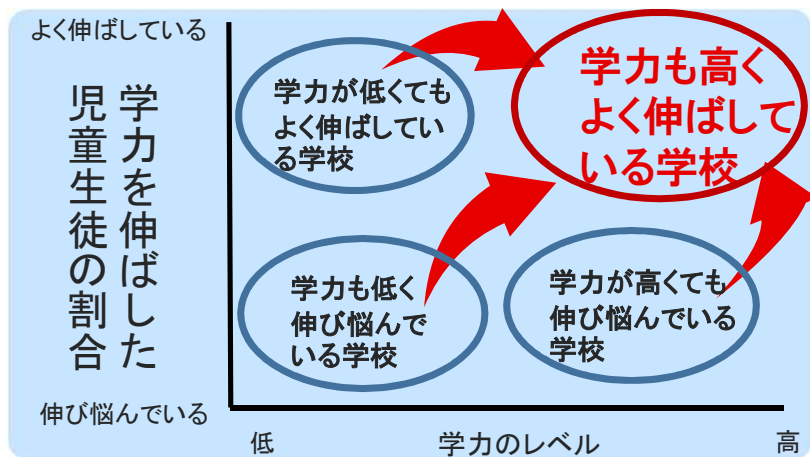 よく伸ばしている
学力を伸ばした
児童生徒の割合
伸び悩んでいる
学力が低くても
よく伸ばしてい
る学校
学力も高く
よく伸ばして
いる学校
学力も低く
伸び悩んで
いる学校
学力が高くても
伸び悩んでいる
学校
低
学力のレベル
高